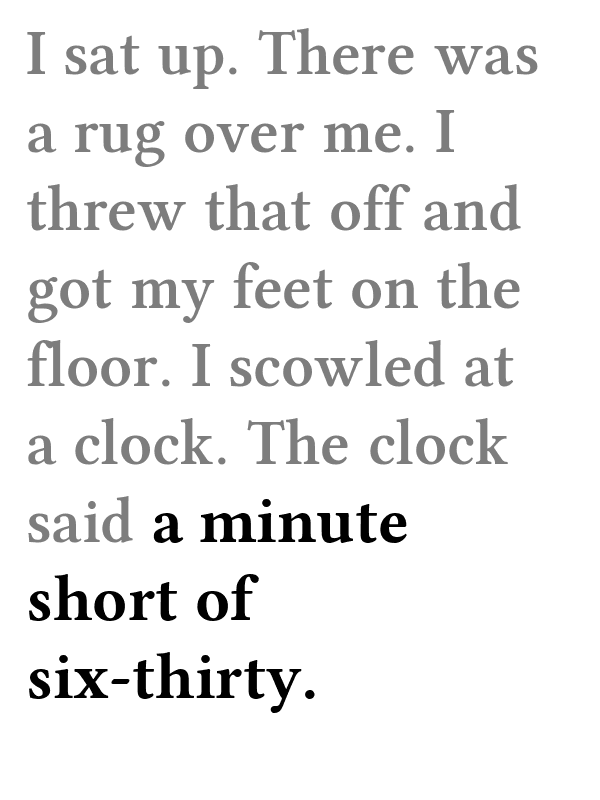 I sat up. There was
a rug over me. I
threw that off and
got my feet on the
floor. I scowled at
a clock. The clock
said a minute
short of
six-thirty.